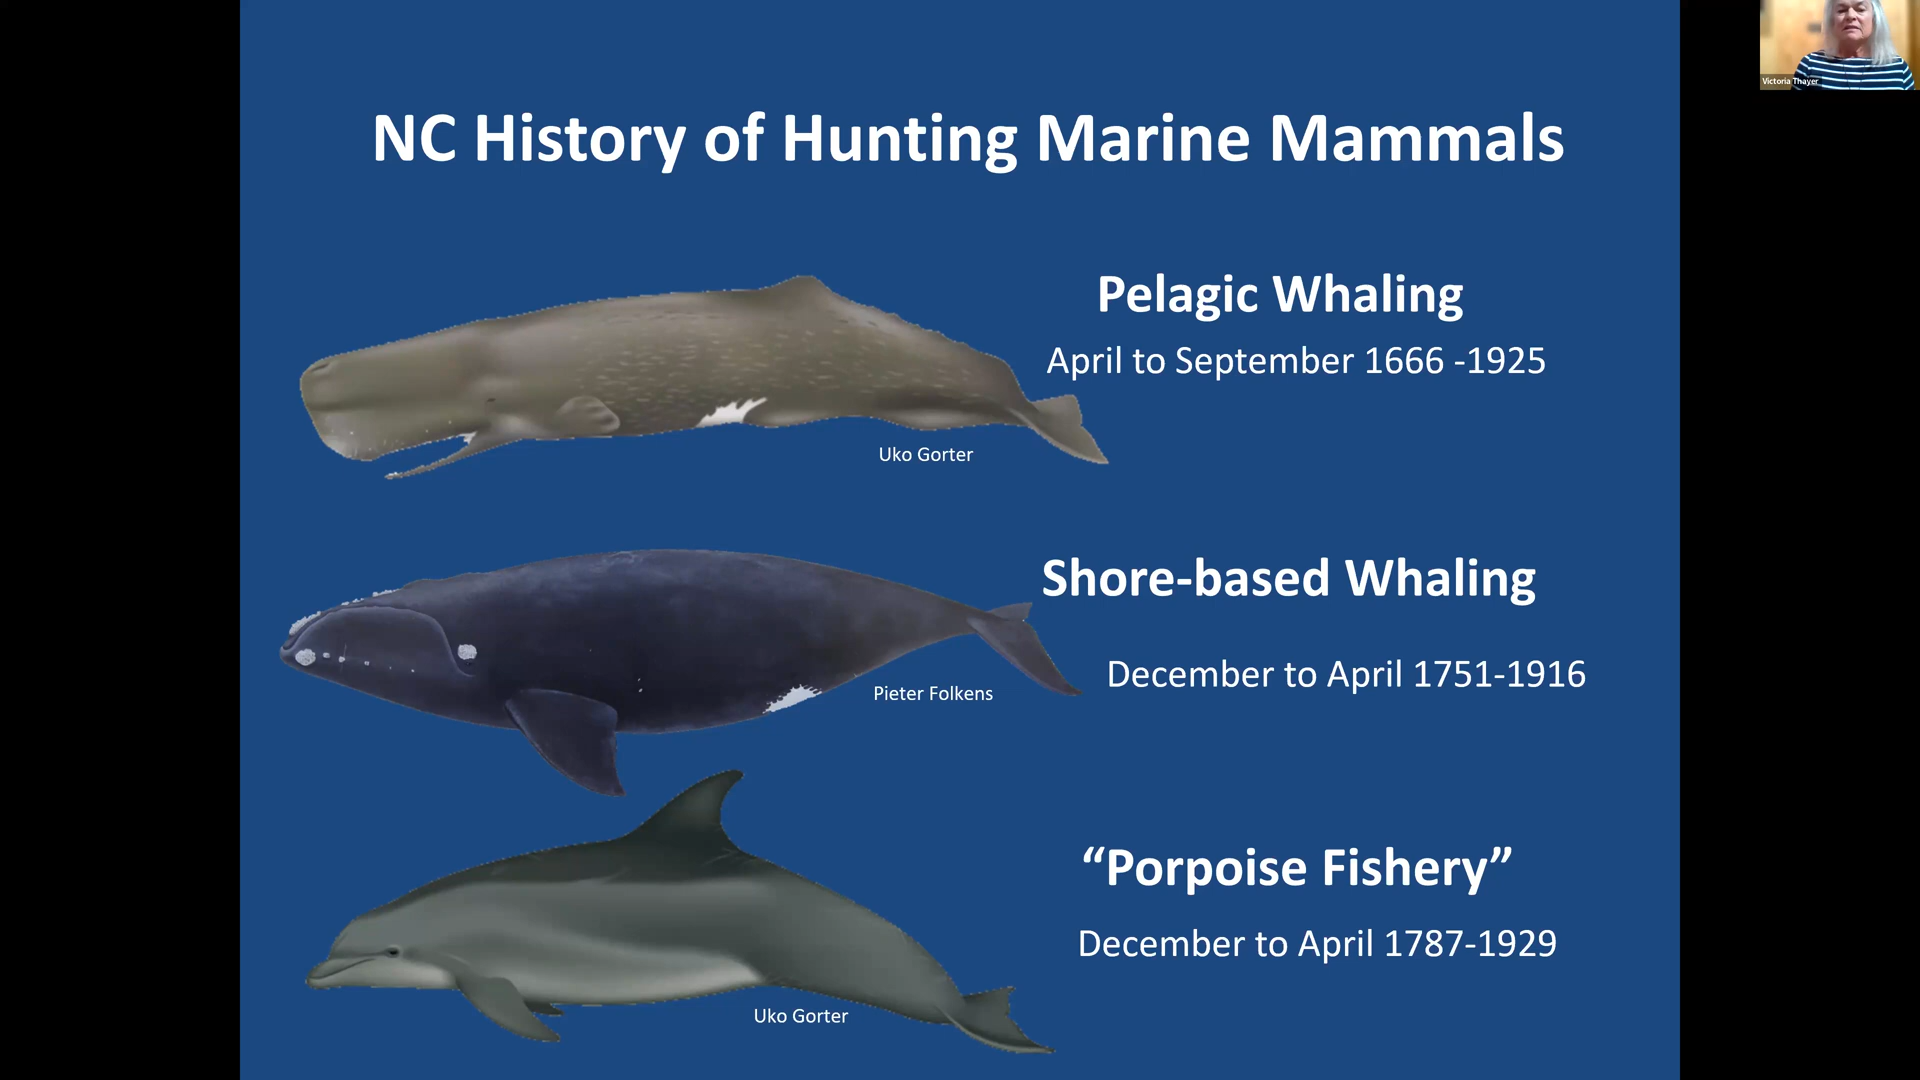 Victoria Thayer
NC History of Hunting Marine Mammals
Pelagic Whaling
April to September 1666 -1925
Uko Gorter
Shore-based Whaling
December to April 1751-1916
Pieter Folkens
“Porpoise Fishery”
December to April 1787-1929
Uko Gorter